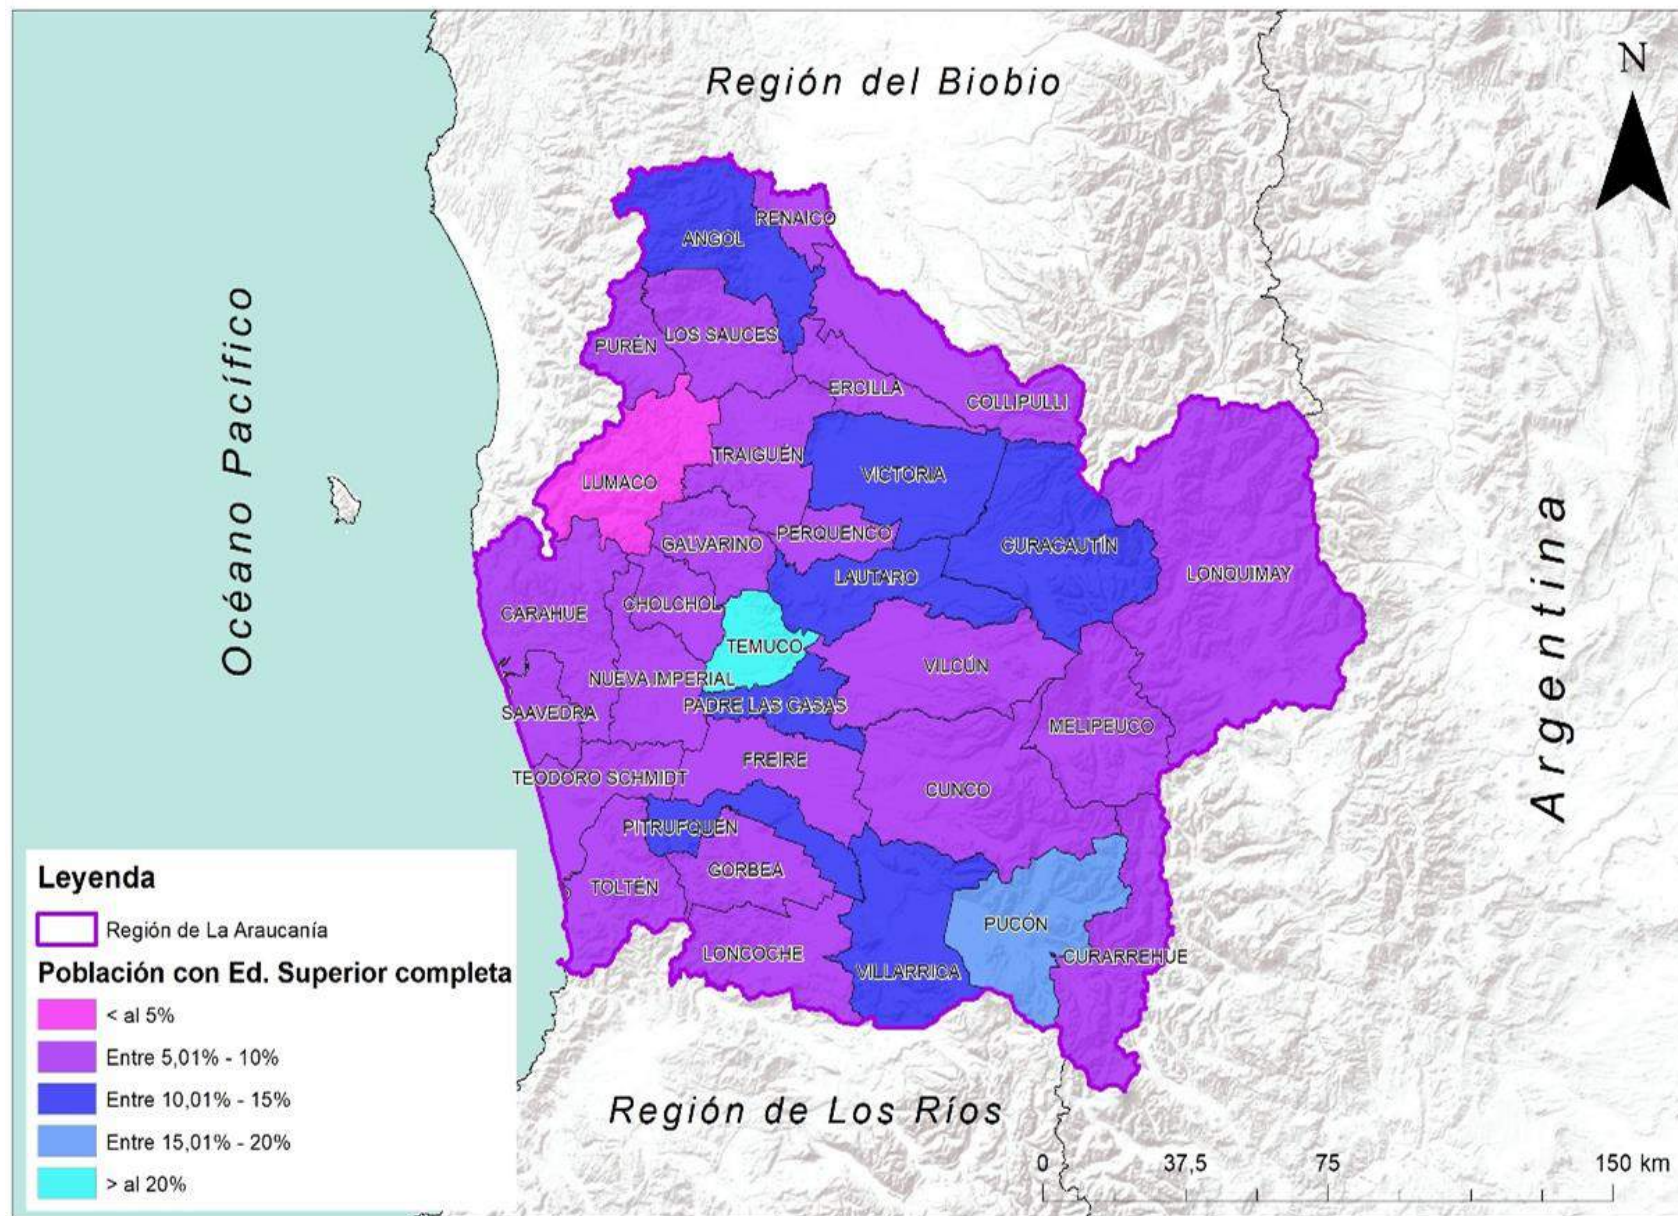 Región del Biobio
N
RENAICO
ANGOL
LOS SAUCES
PURÉN
ERCILLA
COLLIPULLI
TRAIGUÉN
VICTORIA
LUMACO
PERQUENCO
GALVARINO
CURACAUTÍN
LAUTARO
LONQUIMAY
CHOLCHOL
CARAHUE
TEMUCO
VILCÚN
NUEVA IMPERIAL
PADRE LAS CASAS
SAAVEDRA
MELIPEUCO
FREIRE
TEODORO SCHMIDT
CUNCO
PITRUFQUÉN
GORBEA
TOLTÉN
PUCÓN
LONCOCHE
CURARREHUE
VILLARRICA
Océano Pacífico
Argentina
Región de Los Ríos
Leyenda
Región de La Araucanía
Población con Ed. Superior completa
< al 5%
Entre 5,01% - 10%
Entre 10,01% - 15%
Entre 15,01% - 20%
> al 20%
0 37,5 75 150 km